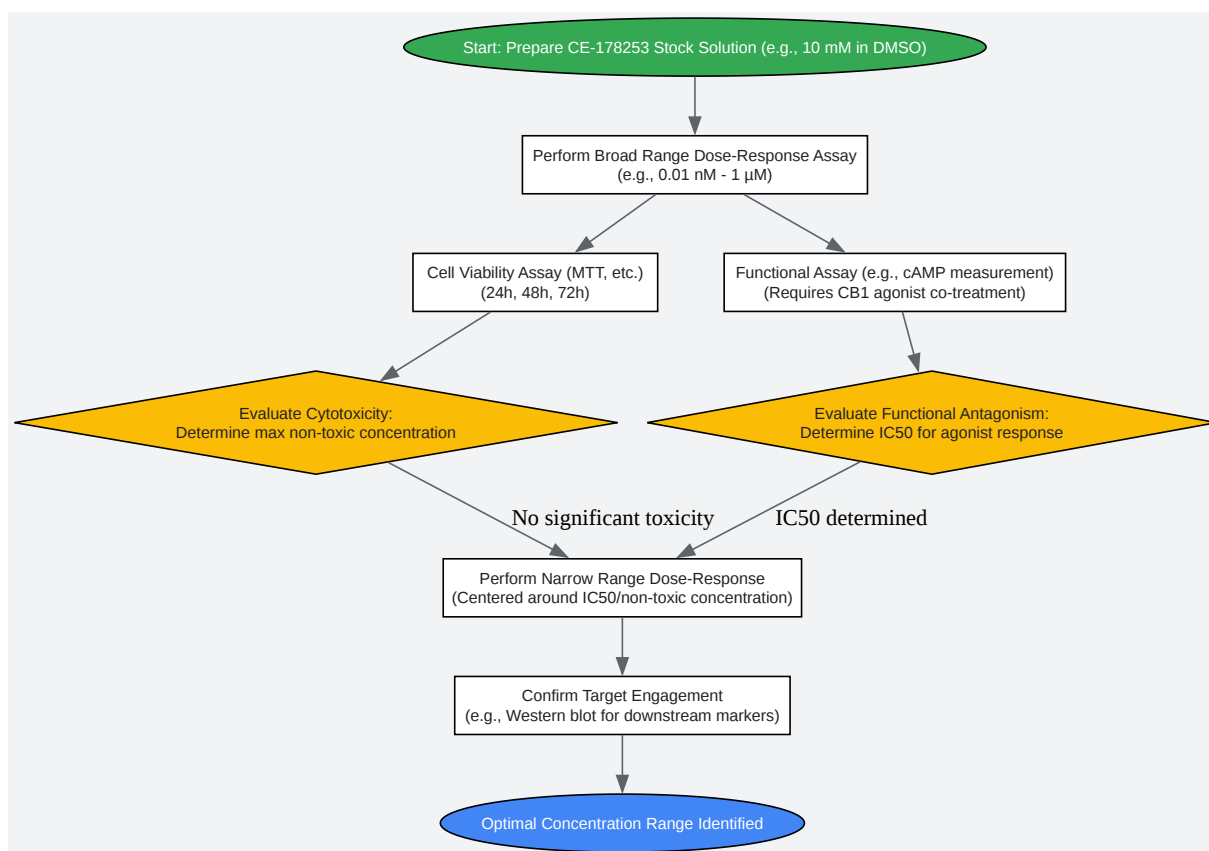 Start: Prepare CE-178253 Stock Solution (e.g., 10 mM in DMSO)
Perform Broad Range Dose-Response Assay
(e.g., 0.01 nM - 1 µM)
Cell Viability Assay (MTT, etc.)
(24h, 48h, 72h)
Functional Assay (e.g., cAMP measurement)
(Requires CB1 agonist co-treatment)
Evaluate Cytotoxicity:
Determine max non-toxic concentration
Evaluate Functional Antagonism:
Determine IC50 for agonist response
No significant toxicity
IC50 determined
Perform Narrow Range Dose-Response
(Centered around IC50/non-toxic concentration)
Confirm Target Engagement
(e.g., Western blot for downstream markers)
Optimal Concentration Range Identified